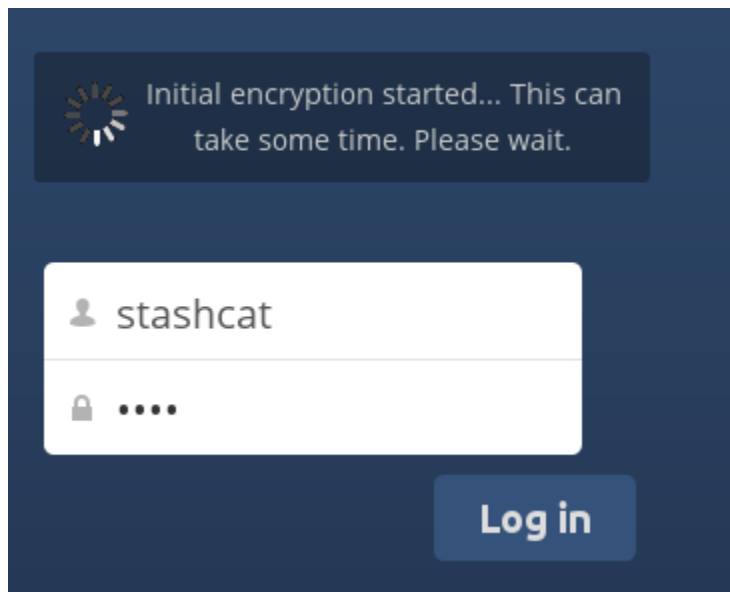 Initial encryption started... This can
take some time. Please wait.
stashcat
••••
Log in